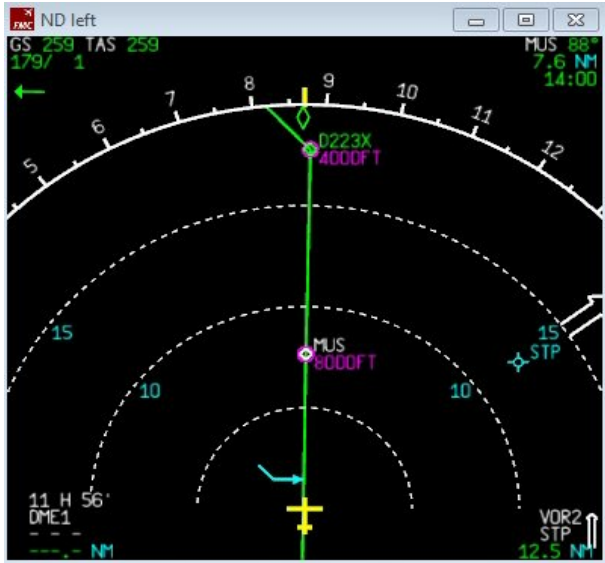 FMGC ND left
GS 259 TAS 259
179/ 1
MUS 88°
7.6 NM
14:00
5 6 7 8 9 10 11 12
D223X
4000FT
15 15
STP
MUS
8000FT
10 10
11 H 56'
DME1
- - -
---.- NM
VOR2
STP
12.5 NM